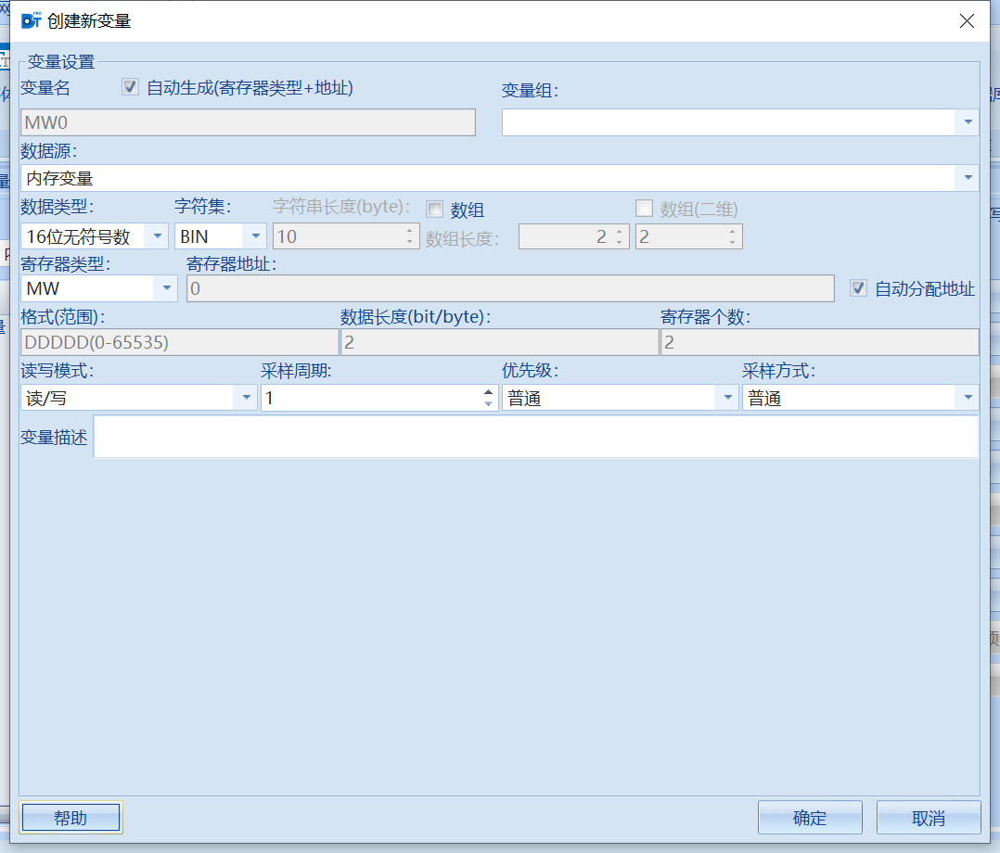 创建新变量
变量设置
变量名 自动生成(寄存器类型+地址) 变量组:
MW0
数据源:
内存变量
数据类型: 字符集: 字符串长度(byte): 数组 数组(二维)
16位无符号数 BIN 10 数组长度: 2 2
寄存器类型: 寄存器地址:
MW 0 自动分配地址
格式(范围): 数据长度(bit/byte): 寄存器个数:
DDDDD(0-65535) 2 2
读写模式: 采样周期: 优先级: 采样方式:
读/写 1 普通 普通
变量描述
帮助 确定 取消